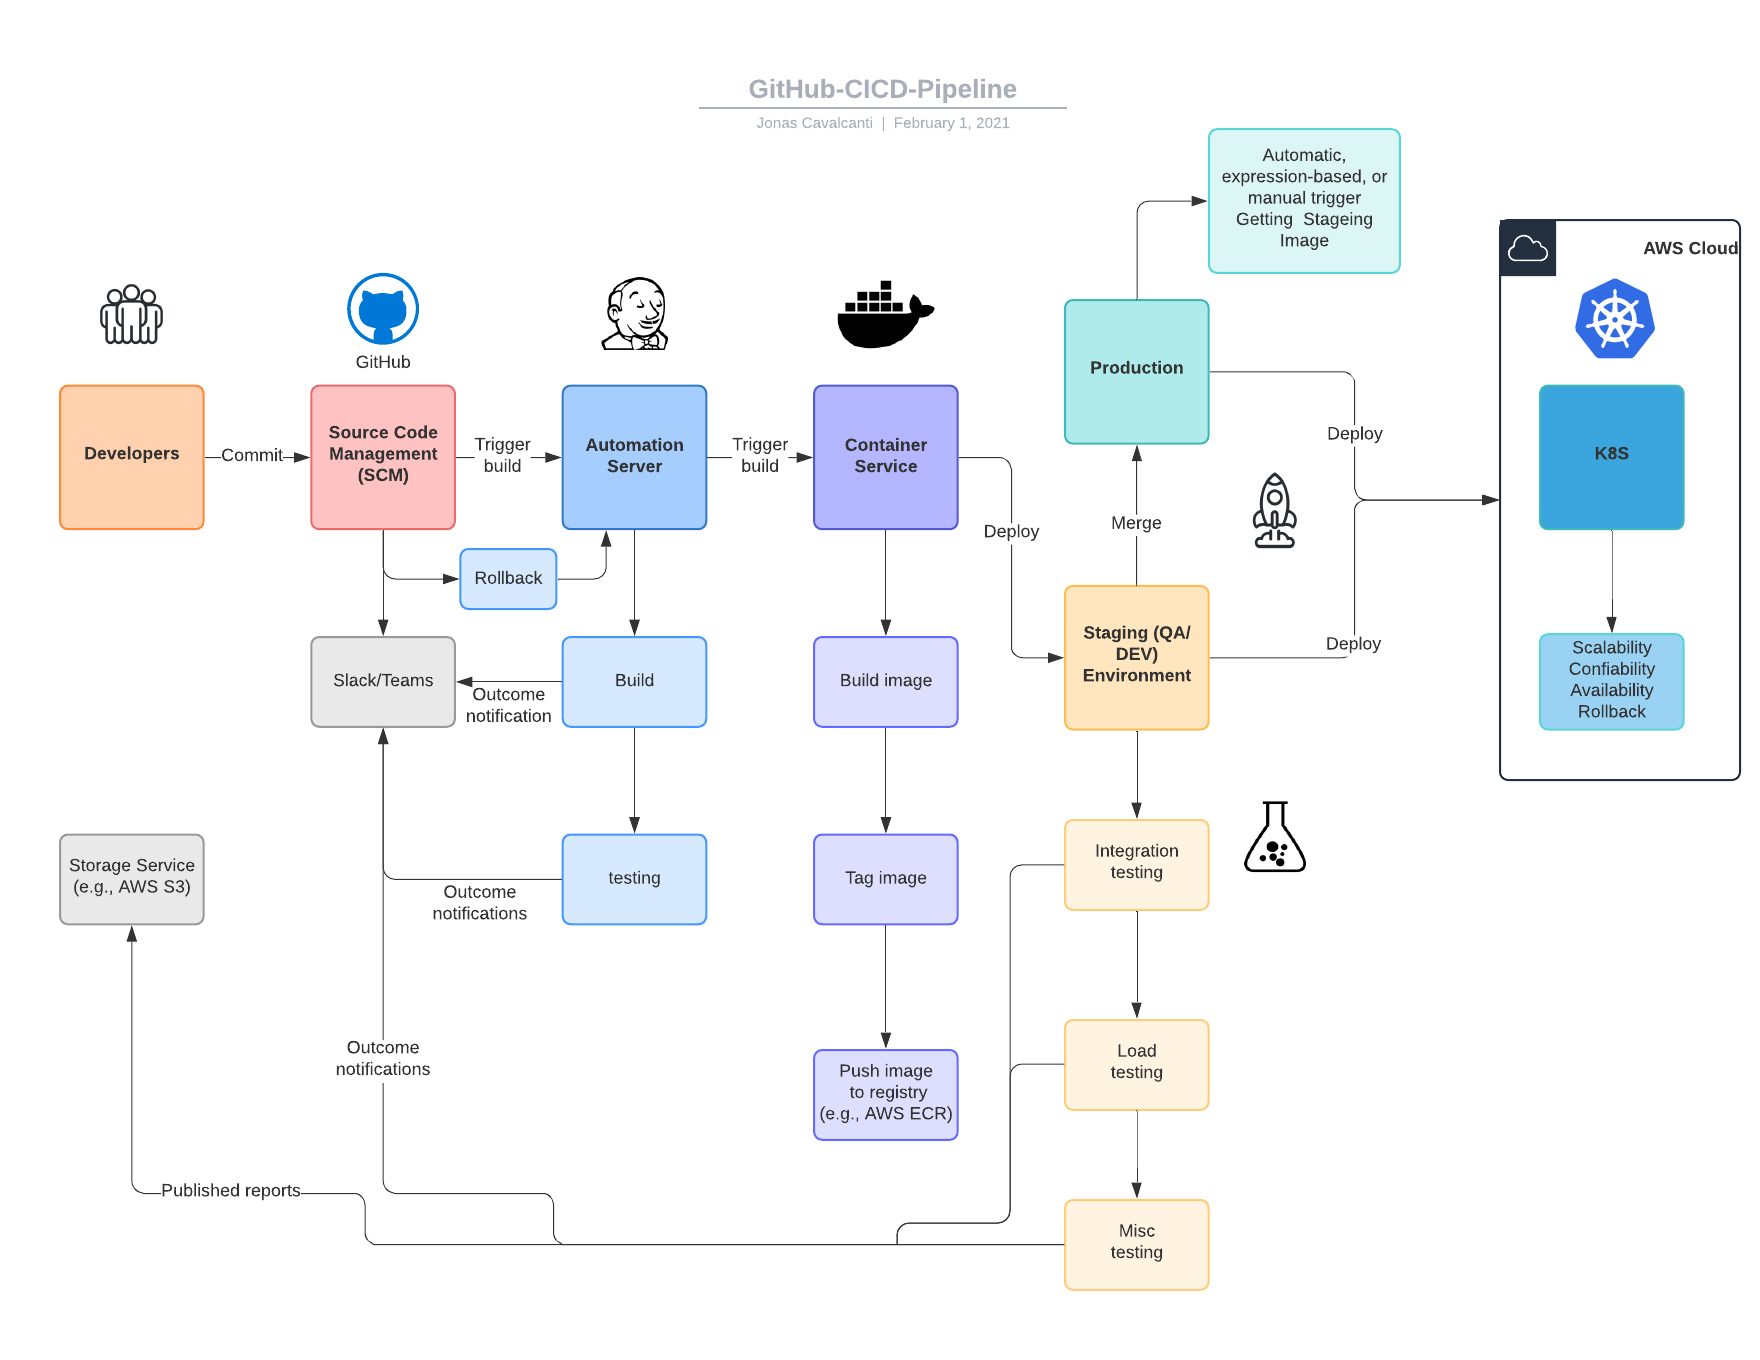 GitHub-CICD-Pipeline
Jonas Cavalcanti | February 1, 2021
Automatic,
expression-based, or
manual trigger
Getting Stageing
Image
AWS Cloud
GitHub
Production
Developers
Commit
Source Code
Management
(SCM)
Trigger
build
Automation
Server
Trigger
build
Container
Service
Deploy
Deploy
K8S
Merge
Rollback
Slack/Teams
Outcome
notification
Build
Build image
Staging (QA/
DEV)
Environment
Deploy
Scalability
Confiability
Availability
Rollback
Storage Service
(e.g., AWS S3)
Outcome
notifications
testing
Tag image
Integration
testing
Outcome
notifications
Push image
to registry
(e.g., AWS ECR)
Load
testing
Published reports
Misc
testing